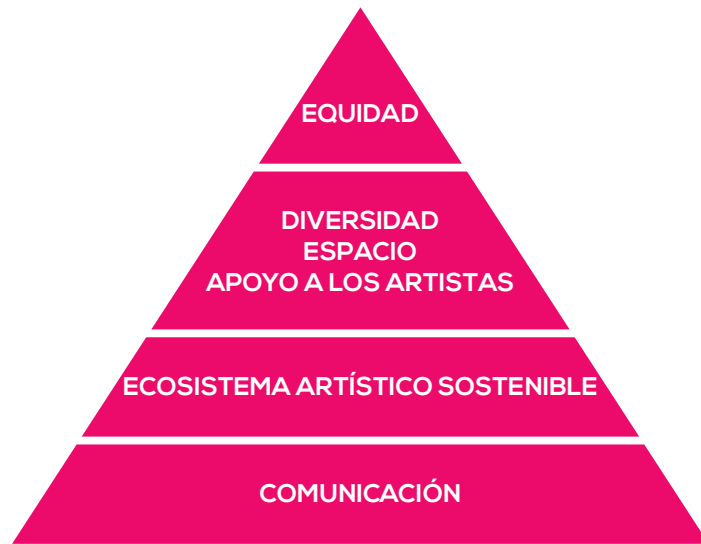 EQUIDAD
DIVERSIDAD
ESPACIO
APOYO A LOS ARTISTAS
ECOSISTEMA ARTÍSTICO SOSTENIBLE
COMUNICACIÓN